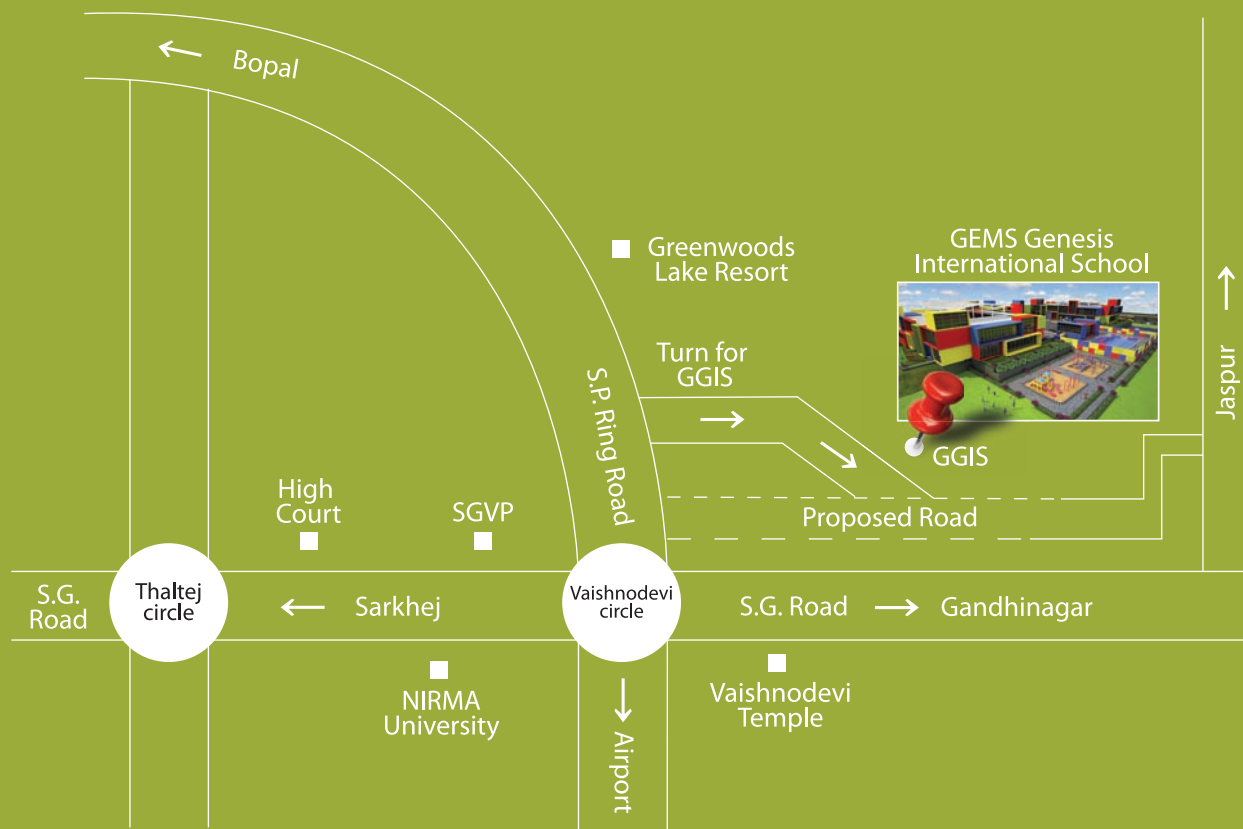 Bopal
Greenwoods
Lake Resort
GEMS Genesis
International School
Turn for
GGIS
S.P. Ring Road
Jaspur
GGIS
High
Court
SGVP
Proposed Road
S.G.
Road
Thaltej
circle
Sarkhej
Vaishnodevi
circle
S.G. Road
Gandhinagar
NIRMA
University
Vaishnodevi
Temple
Airport